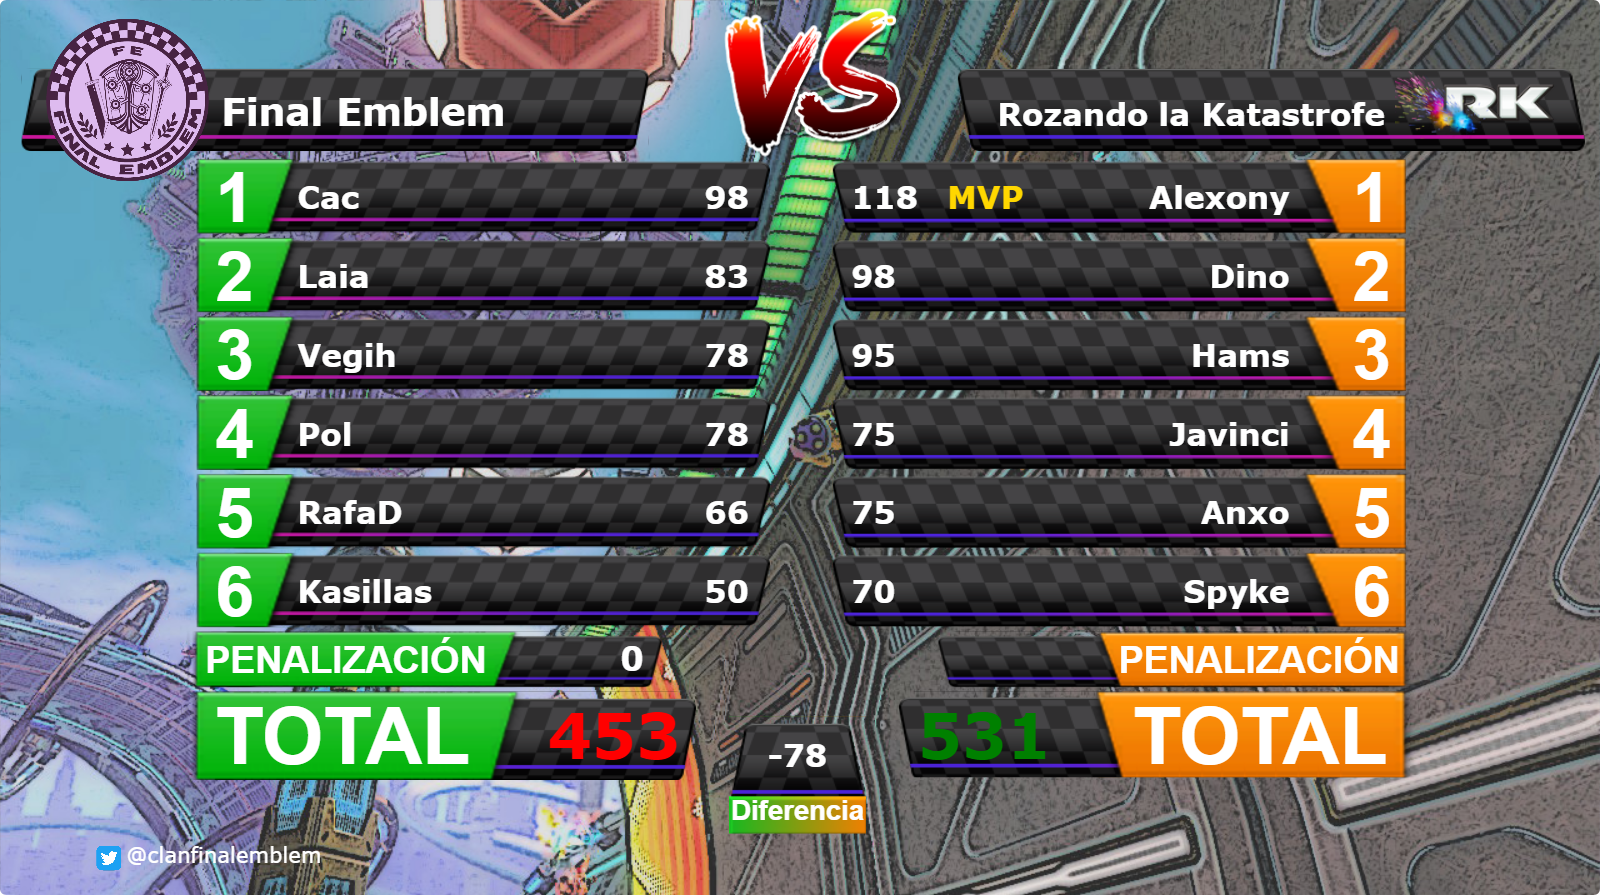 FE
FINAL EMBLEM
Final Emblem
VS
Rozando la Katastrofe
RK
1 Cac 98
118 MVP Alexony 1
2 Laia 83
98 Dino 2
3 Vegih 78
95 Hams 3
4 Pol 78
75 Javinci 4
5 RafaD 66
75 Anxo 5
6 Kasillas 50
70 Spyke 6
PENALIZACIÓN 0
PENALIZACIÓN
TOTAL 453
531 TOTAL
-78
Diferencia
@clanfinalemblem